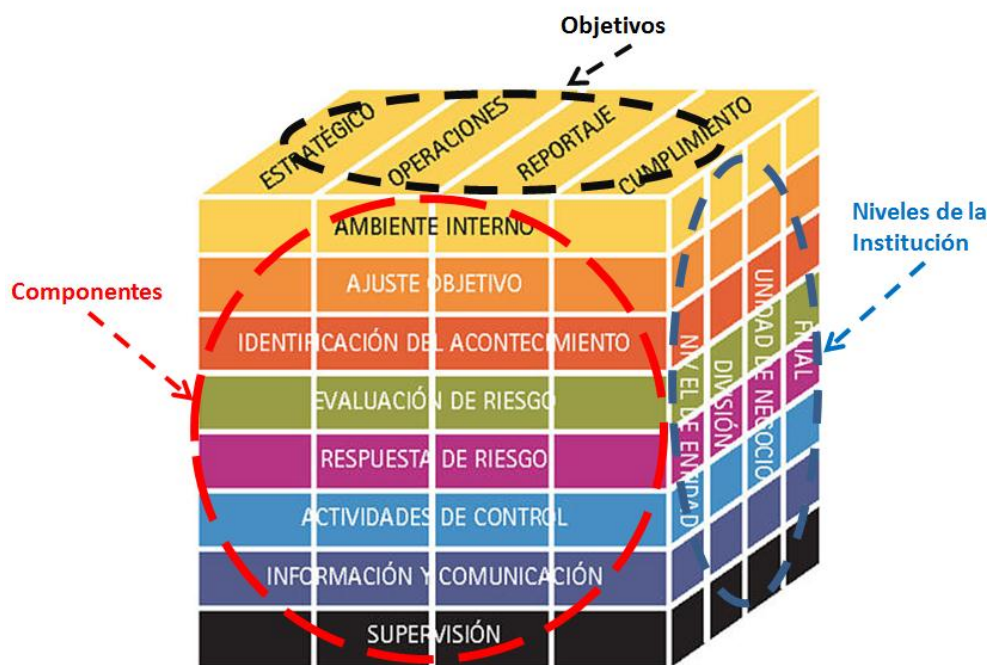 Objetivos
ESTRATÉGICO
OPERACIONES
REPORTAJE
CUMPLIMIENTO
AMBIENTE INTERNO
AJUSTE OBJETIVO
IDENTIFICACIÓN DEL ACONTECIMIENTO
EVALUACIÓN DE RIESGO
RESPUESTA DE RIESGO
ACTIVIDADES DE CONTROL
INFORMACIÓN Y COMUNICACIÓN
SUPERVISIÓN
NIVEL DE ENTIDAD
DIVISIÓN
UNIDAD DE NEGOCIO
FILIAL
Componentes
Niveles de la
Institución